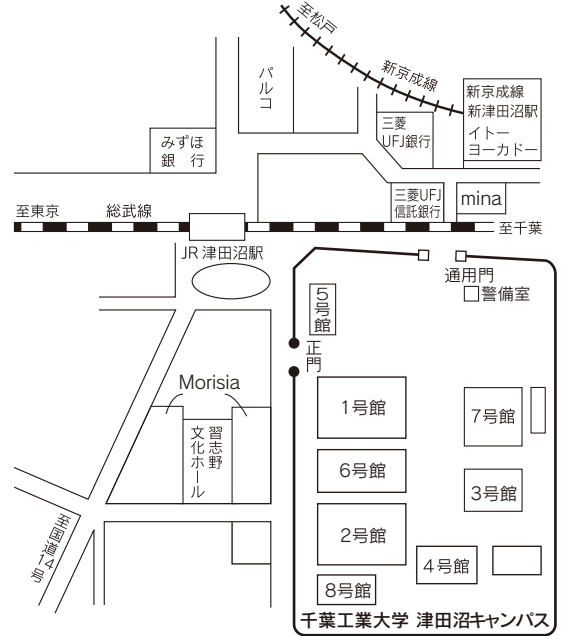 至松戸
新京成線
パルコ
新京成線
新津田沼駅
イトー
ヨーカドー
三菱
UFJ銀行
みずほ
銀 行
三菱UFJ
信託銀行
mina
至東京
総武線
至千葉
JR 津田沼駅
通用門
警備室
5号館
正門
Morisia
1号館
7号館
習志野
文化ホール
6号館
3号館
2号館
至国道14号
4号館
8号館
千葉工業大学 津田沼キャンパス